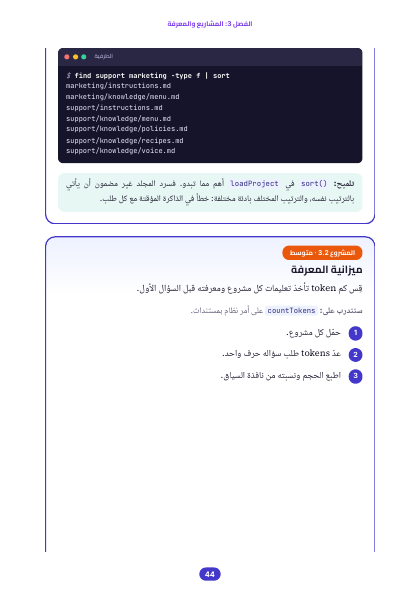 الفصل 3: المشاريع والمعرفة
الطرفية
$ find support marketing -type f | sort
marketing/instructions.md
marketing/knowledge/menu.md
support/instructions.md
support/knowledge/menu.md
support/knowledge/policies.md
support/knowledge/recipes.md
support/knowledge/voice.md
تلميح: sort() في loadProject أهم مما تبدو. فسرد المجلد غير مضمون أن يأتي
بالترتيب نفسه، والترتيب المختلف بادئة مختلفة: خطأ في الذاكرة المؤقتة مع كل طلب.
المشروع 3.2 · متوسط
ميزانية المعرفة
قِس كم token تأخذ تعليمات كل مشروع ومعرفته قبل السؤال الأول.
ستتدرب على: countTokens على أمر نظام بمستندات.
1 حمّل كل مشروع.
2 عدّ tokens طلب سؤاله حرف واحد.
3 اطبع الحجم ونسبته من نافذة السياق.
44